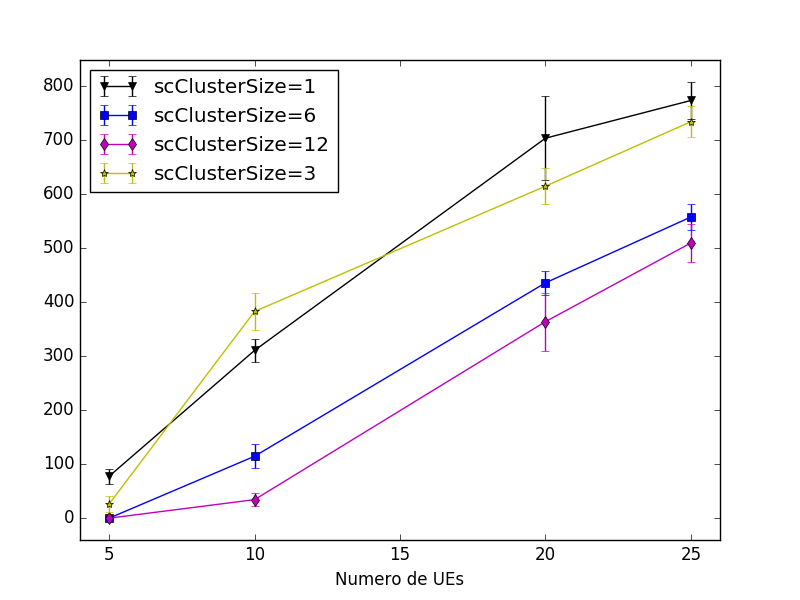 800
700
600
500
400
300
200
100
0
scClusterSize=1
scClusterSize=6
scClusterSize=12
scClusterSize=3
5 10 15 20 25
Numero de UEs